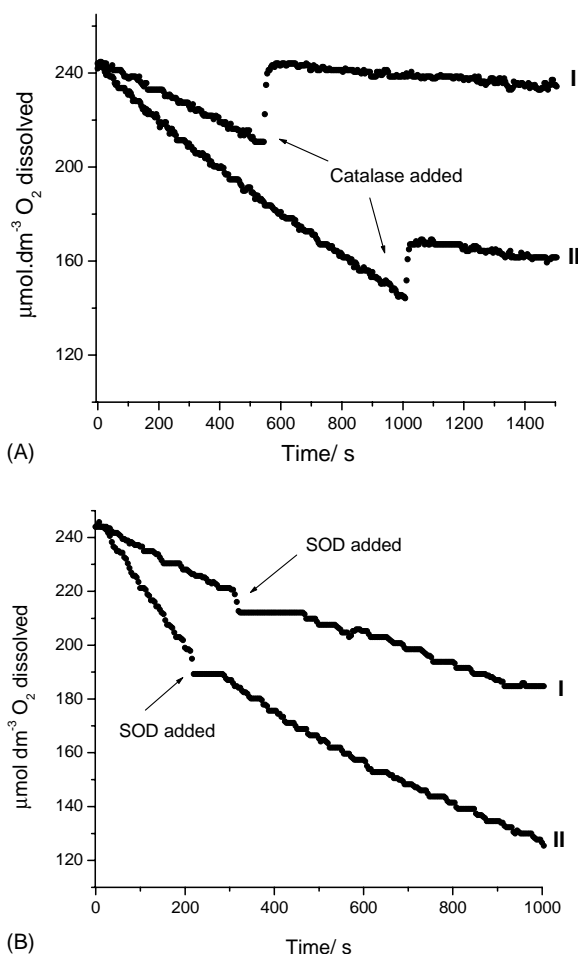 µmol.dm⁻³ O₂ dissolved
240
200
160
120
I
Catalase added
II
0 200 400 600 800 1000 1200 1400
(A)
Time/ s
µmol dm⁻³ O₂ dissolved
240
220
200
180
160
140
120
SOD added
SOD added
I
II
0 200 400 600 800 1000
(B)
Time/ s